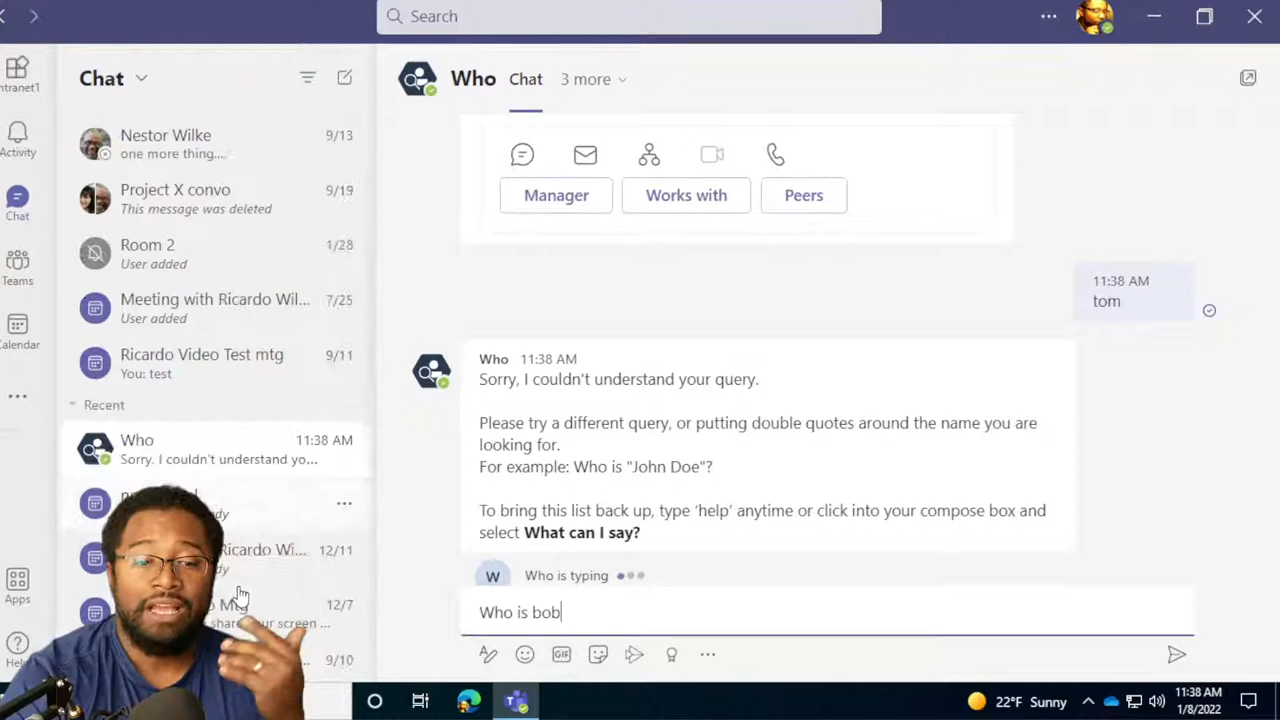 Search
Chat
Nestor Wilke 9/13
one more thing...
Project X convo 9/19
This message was deleted
Room 2 1/28
User added
Meeting with Ricardo Wil... 7/25
User added
Ricardo Video Test mtg 9/11
You: test
Recent
Who 11:38 AM
Sorry, I couldn't understand yo...
Ricardo Wi... 12/11
12/7
share your screen ...
9/10
ntranet1
Activity
Chat
Teams
Calendar
Apps
Help
Who Chat 3 more
Manager Works with Peers
11:38 AM
tom
Who 11:38 AM
Sorry, I couldn't understand your query.
Please try a different query, or putting double quotes around the name you are
looking for.
For example: Who is "John Doe"?
To bring this list back up, type ‘help’ anytime or click into your compose box and
select What can I say?
W Who is typing
Who is bob
GIF
22°F Sunny
11:38 AM
1/8/2022